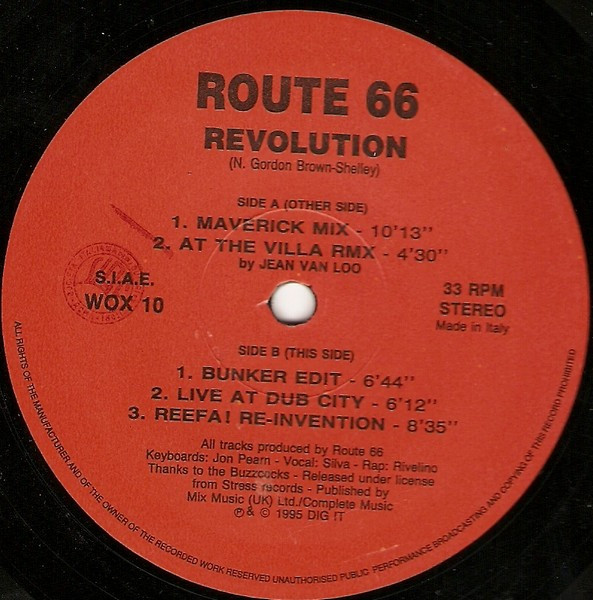 ROUTE 66
REVOLUTION
(N. Gordon Brown-Shelley)
SIDE A (OTHER SIDE)
1. MAVERICK MIX - 10'13"
2. AT THE VILLA RMX - 4'30"
by JEAN VAN LOO
S.I.A.E.
WOX 10
33 RPM
STEREO
Made in Italy
SIDE B (THIS SIDE)
1. BUNKER EDIT - 6'44"
2. LIVE AT DUB CITY - 6'12"
3. REEFA! RE-INVENTION - 8'35"
All tracks produced by Route 66
Keyboards: Jon Pearn - Vocal: Silva - Rap: Rivelino
Thanks to the Buzzcocks - Released under license
from Stress records - Published by
Mix Music (UK) Ltd./Complete Music
℗ & © 1995 DIG IT
ALL RIGHTS OF THE MANUFACTURER AND OF THE OWNER OF THE RECORDED WORK RESERVED UNAUTHORISED PUBLIC PERFORMANCE BROADCASTING AND COPYING OF THIS RECORD PROHIBITED